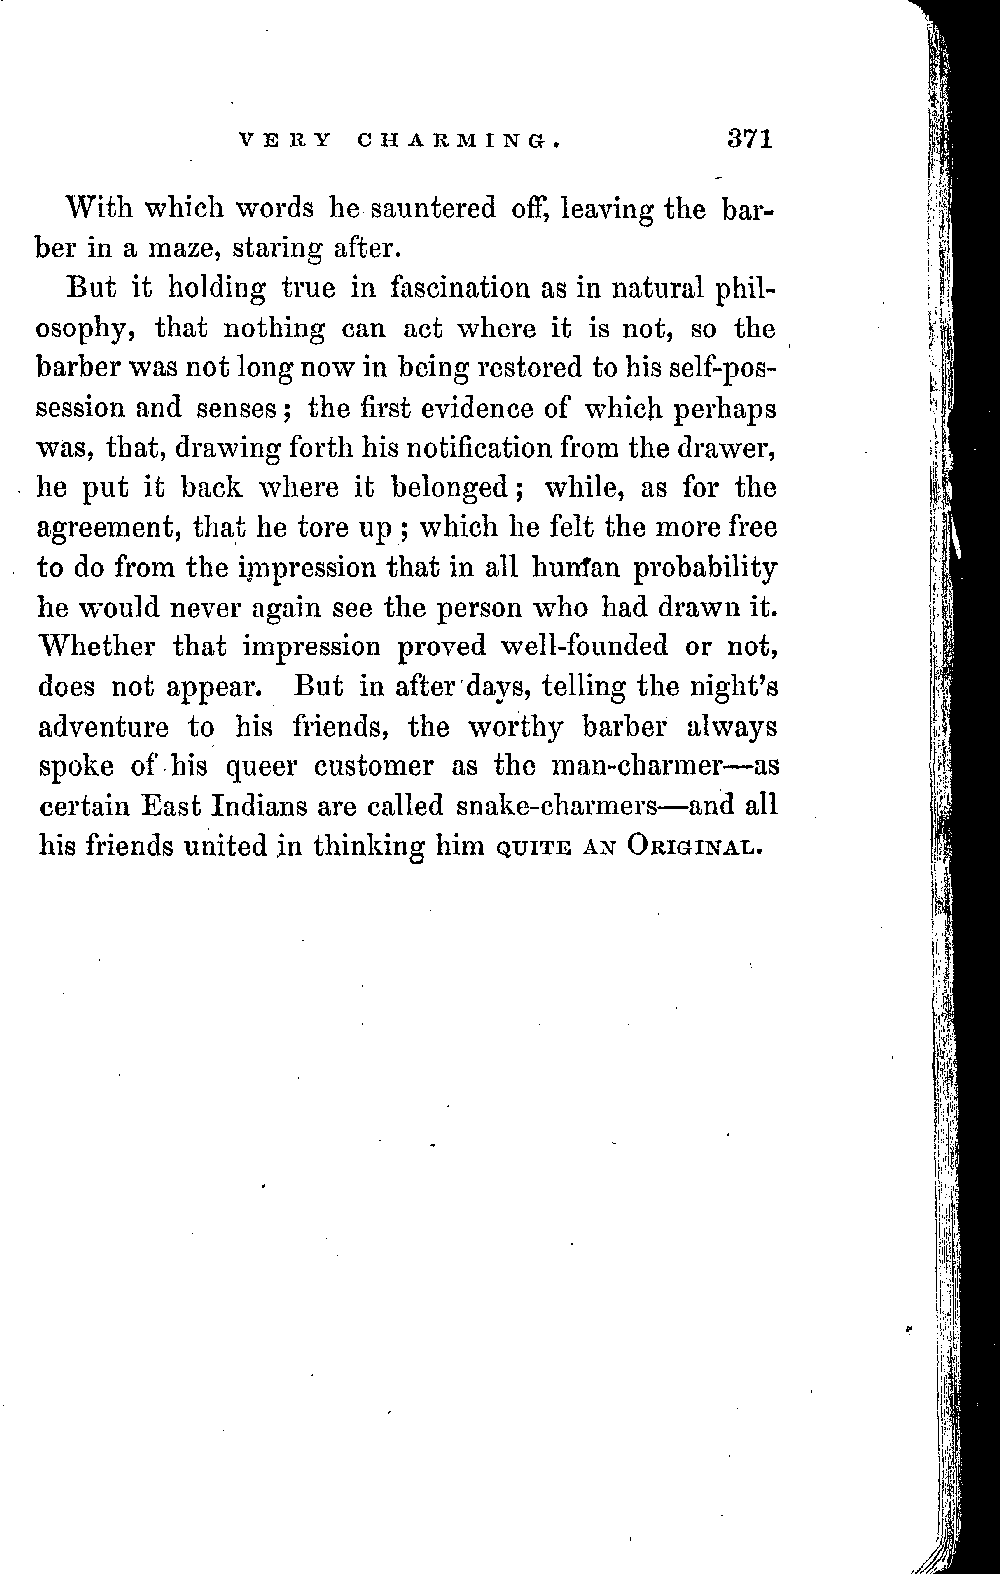 VERY CHARMING. 371
With which words he sauntered off, leaving the bar-
ber in a maze, staring after.
But it holding true in fascination as in natural phil-
osophy, that nothing can act where it is not, so the
barber was not long now in being restored to his self-pos-
session and senses; the first evidence of which perhaps
was, that, drawing forth his notification from the drawer,
he put it back where it belonged; while, as for the
agreement, that he tore up; which he felt the more free
to do from the impression that in all human probability
he would never again see the person who had drawn it.
Whether that impression proved well-founded or not,
does not appear. But in after days, telling the night's
adventure to his friends, the worthy barber always
spoke of his queer customer as the man-charmer—as
certain East Indians are called snake-charmers—and all
his friends united in thinking him QUITE AN ORIGINAL.